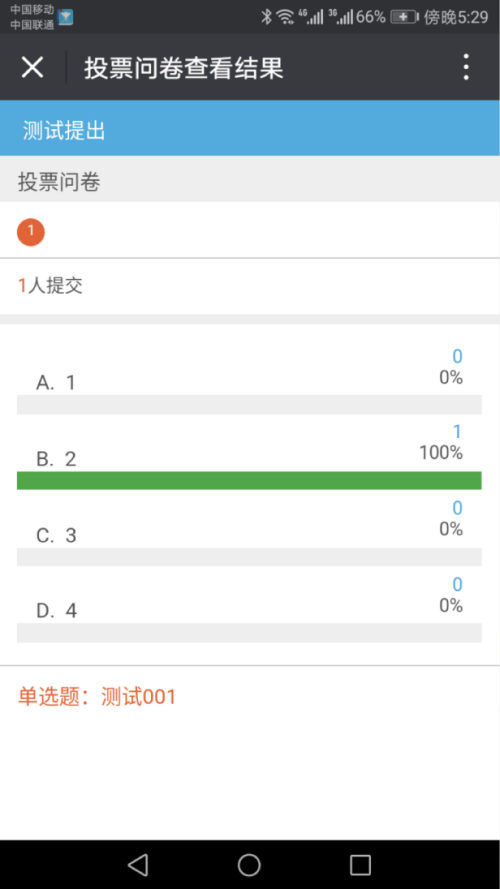 中国移动
中国联通
4G 3G 66% 傍晚5:29
投票问卷查看结果
测试提出
投票问卷
1
1人提交
0
0%
A. 1
1
100%
B. 2
0
0%
C. 3
0
0%
D. 4
单选题：测试001